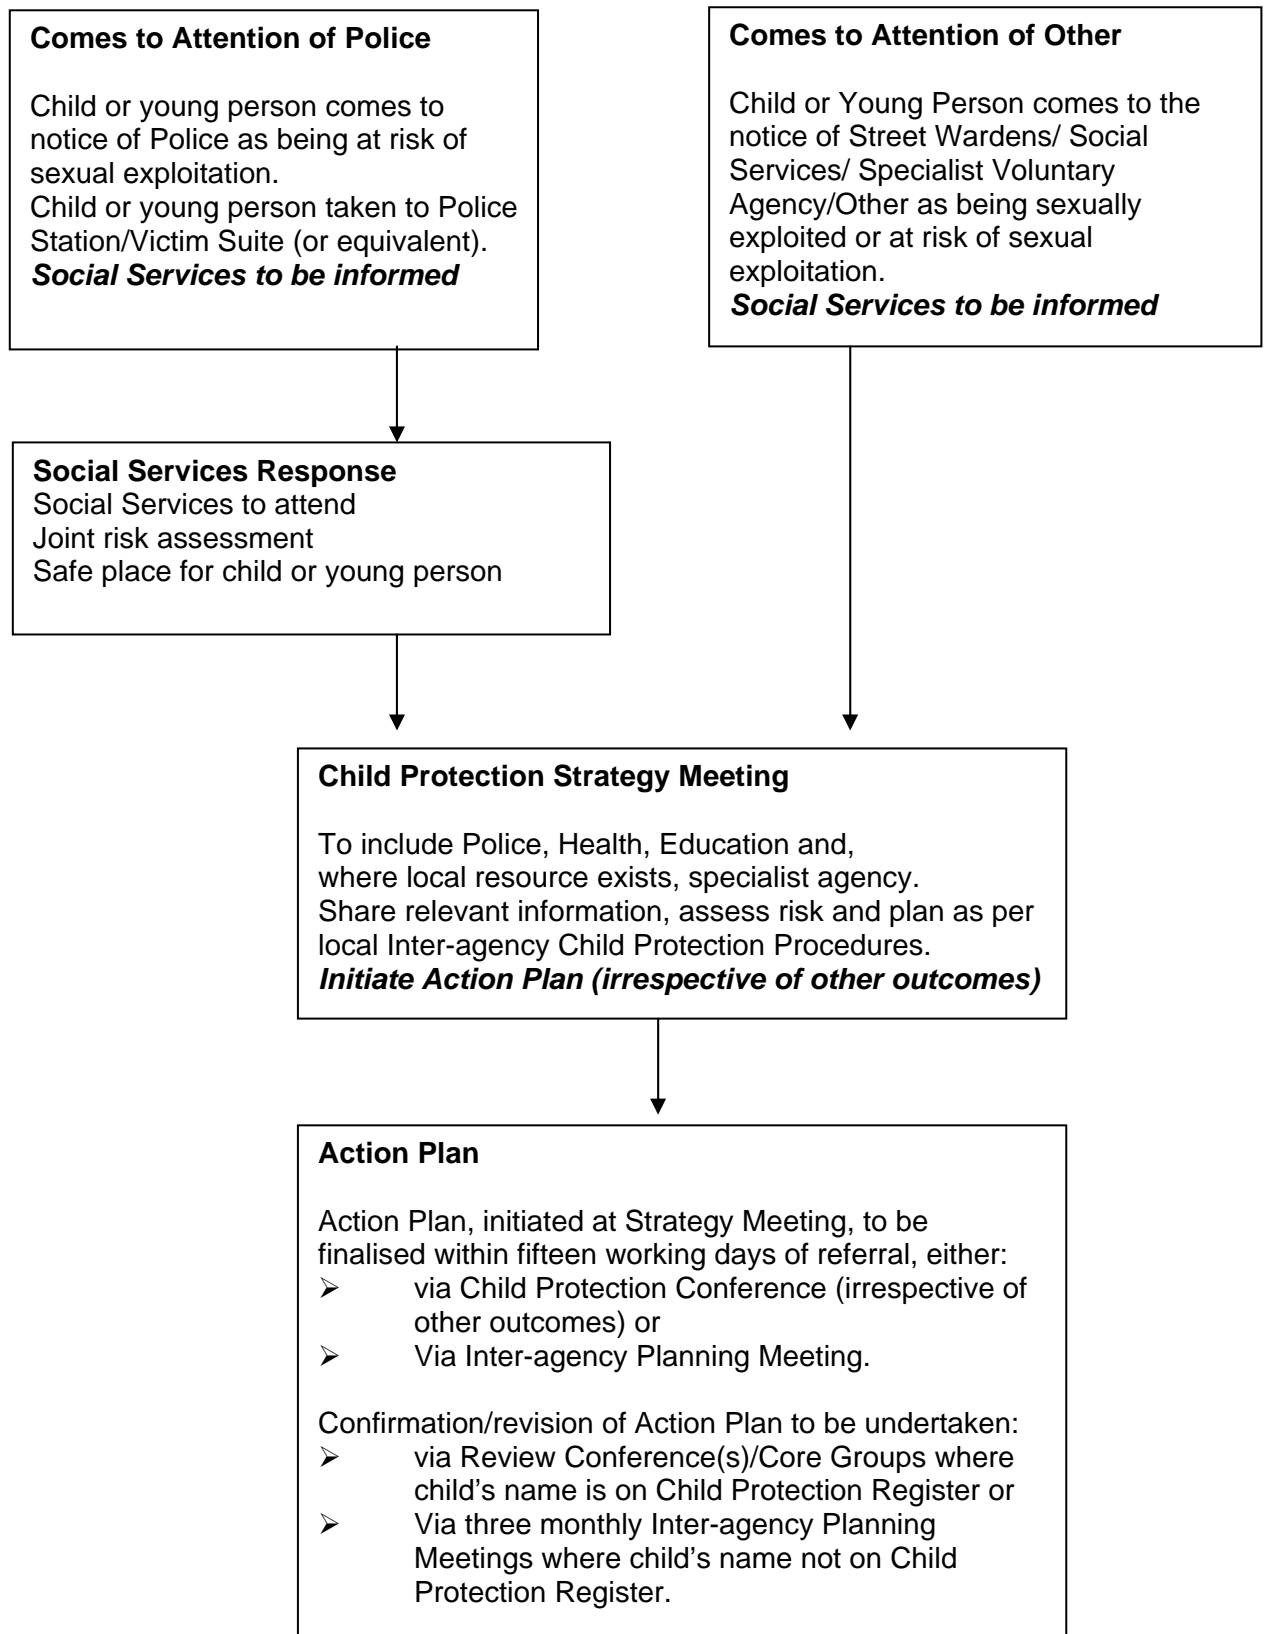 Comes to Attention of Police
Child or young person comes to
notice of Police as being at risk of
sexual exploitation.
Child or young person taken to Police
Station/Victim Suite (or equivalent).
Social Services to be informed
Comes to Attention of Other
Child or Young Person comes to the
notice of Street Wardens/ Social
Services/ Specialist Voluntary
Agency/Other as being sexually
exploited or at risk of sexual
exploitation.
Social Services to be informed
Social Services Response
Social Services to attend
Joint risk assessment
Safe place for child or young person
Child Protection Strategy Meeting
To include Police, Health, Education and,
where local resource exists, specialist agency.
Share relevant information, assess risk and plan as per
local Inter-agency Child Protection Procedures.
Initiate Action Plan (irrespective of other outcomes)
Action Plan
Action Plan, initiated at Strategy Meeting, to be
finalised within fifteen working days of referral, either:
➢ via Child Protection Conference (irrespective of
other outcomes) or
➢ Via Inter-agency Planning Meeting.
Confirmation/revision of Action Plan to be undertaken:
➢ via Review Conference(s)/Core Groups where
child’s name is on Child Protection Register or
➢ Via three monthly Inter-agency Planning
Meetings where child’s name not on Child
Protection Register.